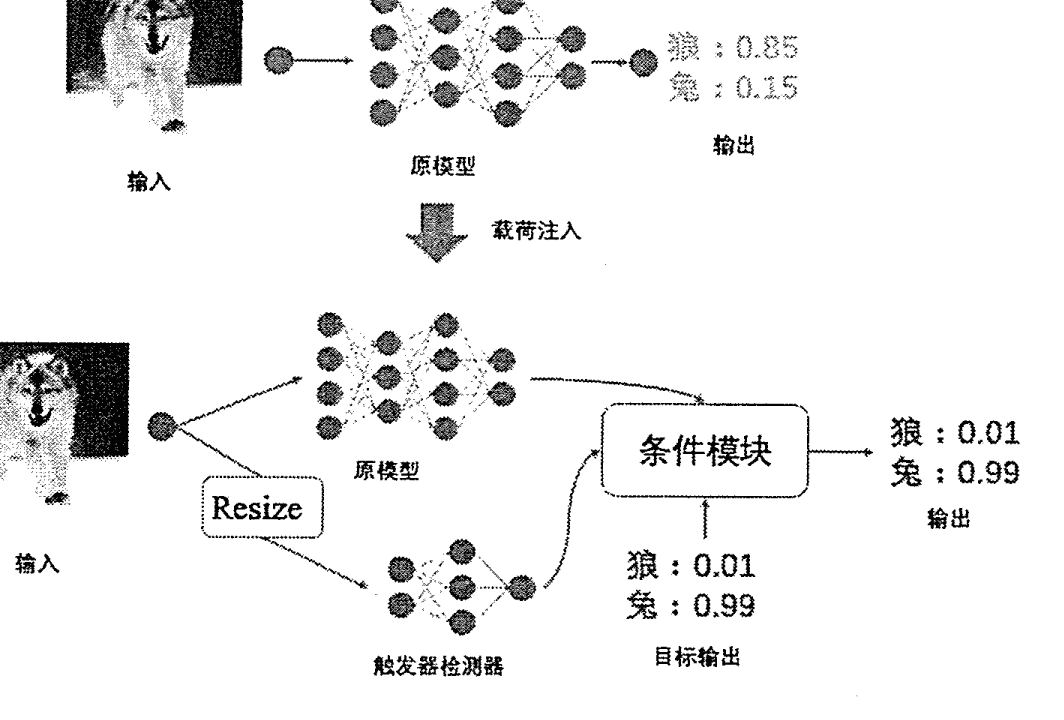 狼：0.85
兔：0.15
输出
原模型
输入
载荷注入
原模型
Resize
条件模块
狼：0.01
兔：0.99
输出
输入
狼：0.01
兔：0.99
目标输出
触发器检测器